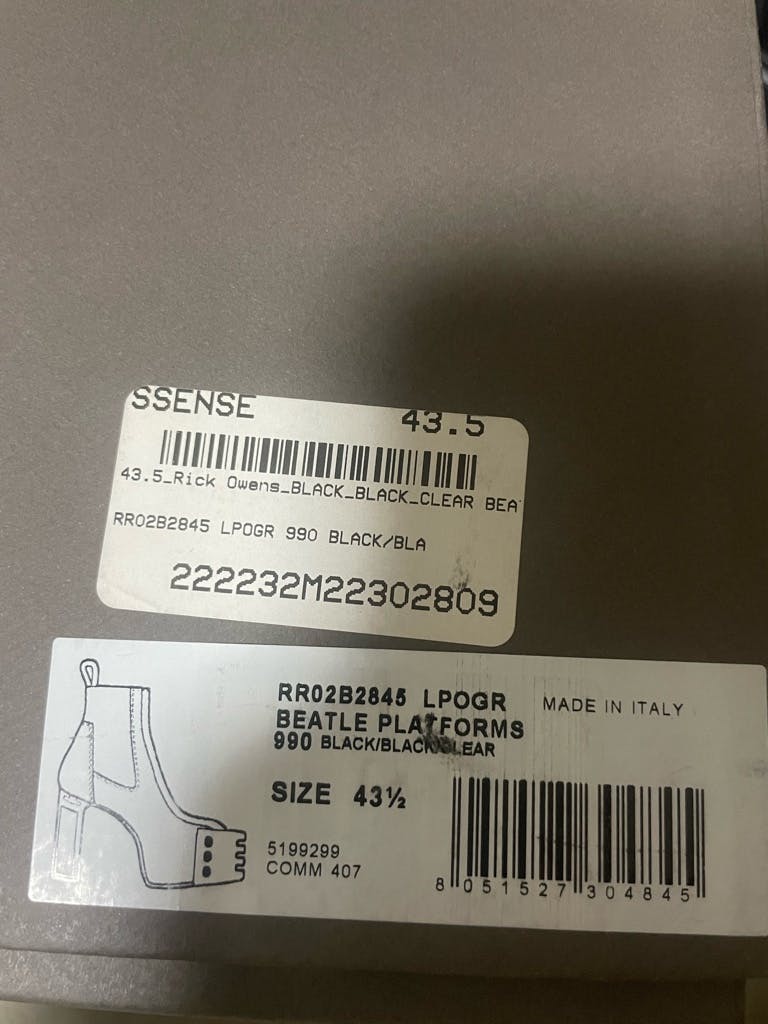 SSENSE 43.5
43.5_Rick Owens_BLACK_BLACK_CLEAR BEA
RR02B2845 LPOGR 990 BLACK/BLA
222232M22302809
RR02B2845 LPOGR MADE IN ITALY
BEATLE PLATFORMS
990 BLACK/BLACK/CLEAR
SIZE 43½
5199299
COMM 407
8 051527 304845